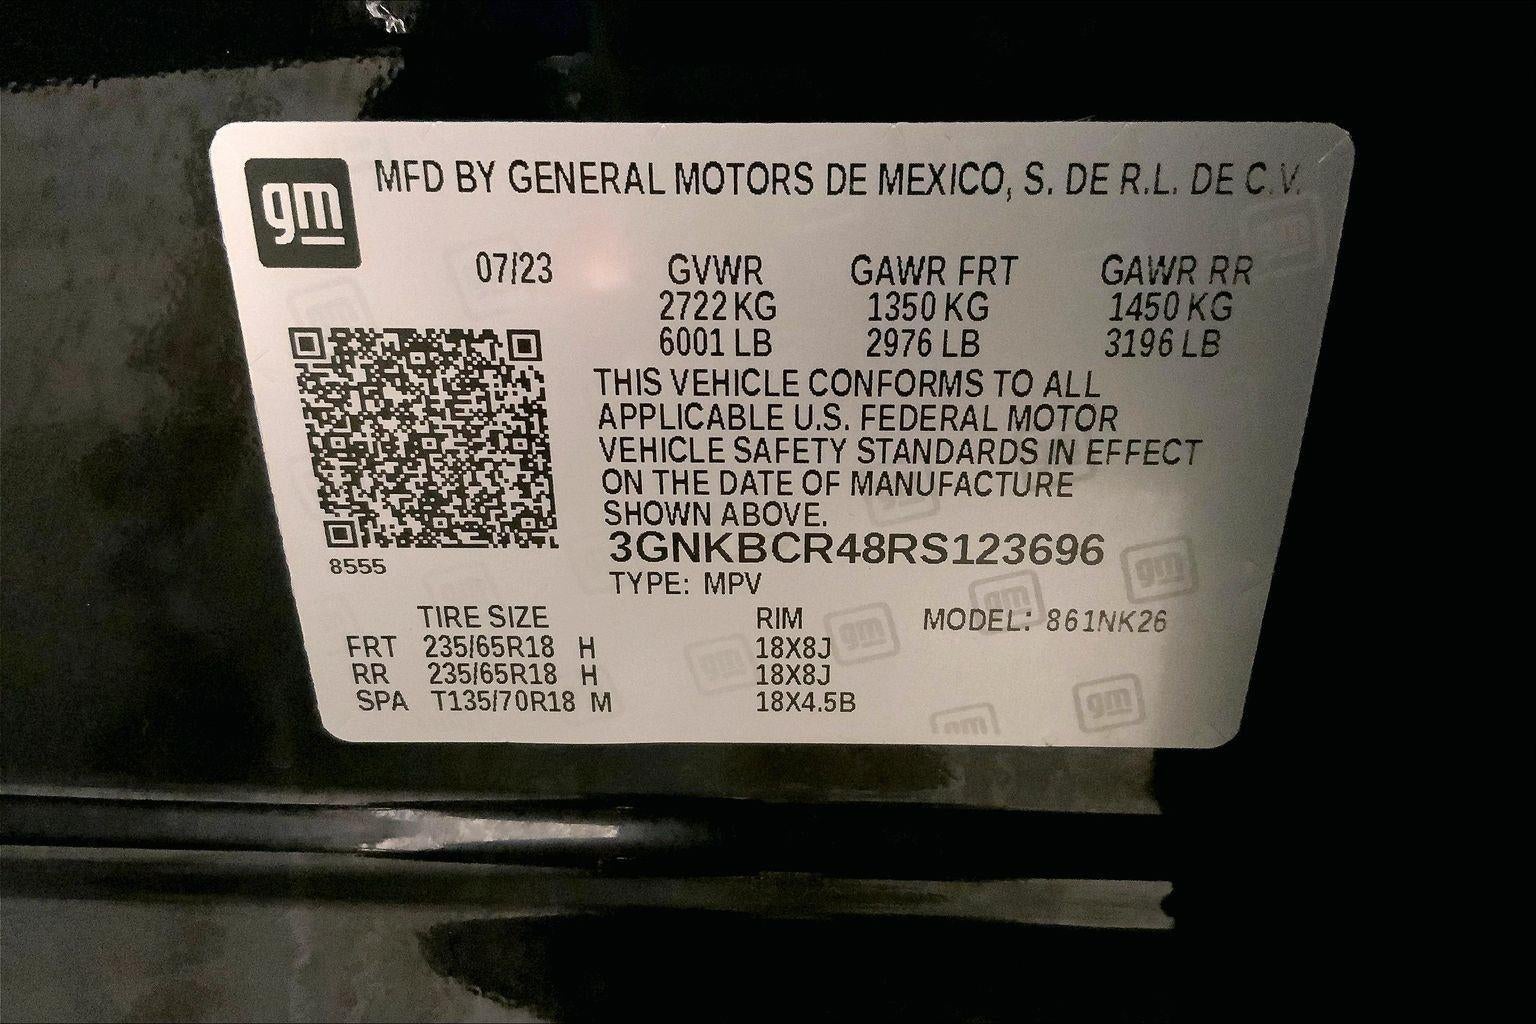 gm
MFD BY GENERAL MOTORS DE MEXICO, S. DE R.L. DE C.V.
07/23 GVWR GAWR FRT GAWR RR
2722 KG 1350 KG 1450 KG
6001 LB 2976 LB 3196 LB
THIS VEHICLE CONFORMS TO ALL
APPLICABLE U.S. FEDERAL MOTOR
VEHICLE SAFETY STANDARDS IN EFFECT
ON THE DATE OF MANUFACTURE
SHOWN ABOVE.
3GNKBCR48RS123696
8555
TYPE: MPV
TIRE SIZE RIM MODEL: 861NK26
FRT 235/65R18 H 18X8J
RR 235/65R18 H 18X8J
SPA T135/70R18 M 18X4.5B